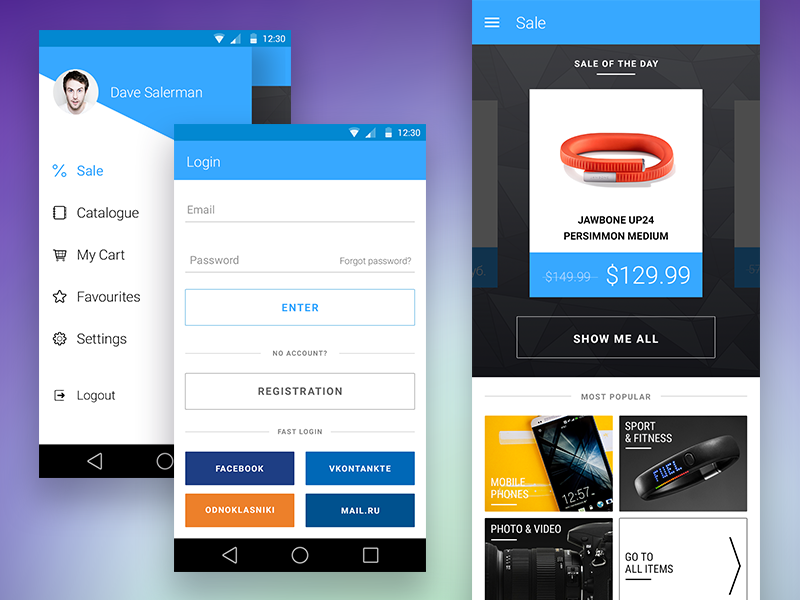 12:30
Dave Salerman
Sale
Catalogue
My Cart
Favourites
Settings
Logout
12:30
Login
Email
Password
Forgot password?
ENTER
NO ACCOUNT?
REGISTRATION
FAST LOGIN
FACEBOOK
VKONTANKTE
ODNOKLASNIKI
MAIL.RU
Sale
SALE OF THE DAY
JAWBONE UP24
PERSIMMON MEDIUM
$149.99 $129.99
SHOW ME ALL
MOST POPULAR
MOBILE
PHONES
12:57
SPORT
& FITNESS
FUEL
PHOTO & VIDEO
GO TO
ALL ITEMS